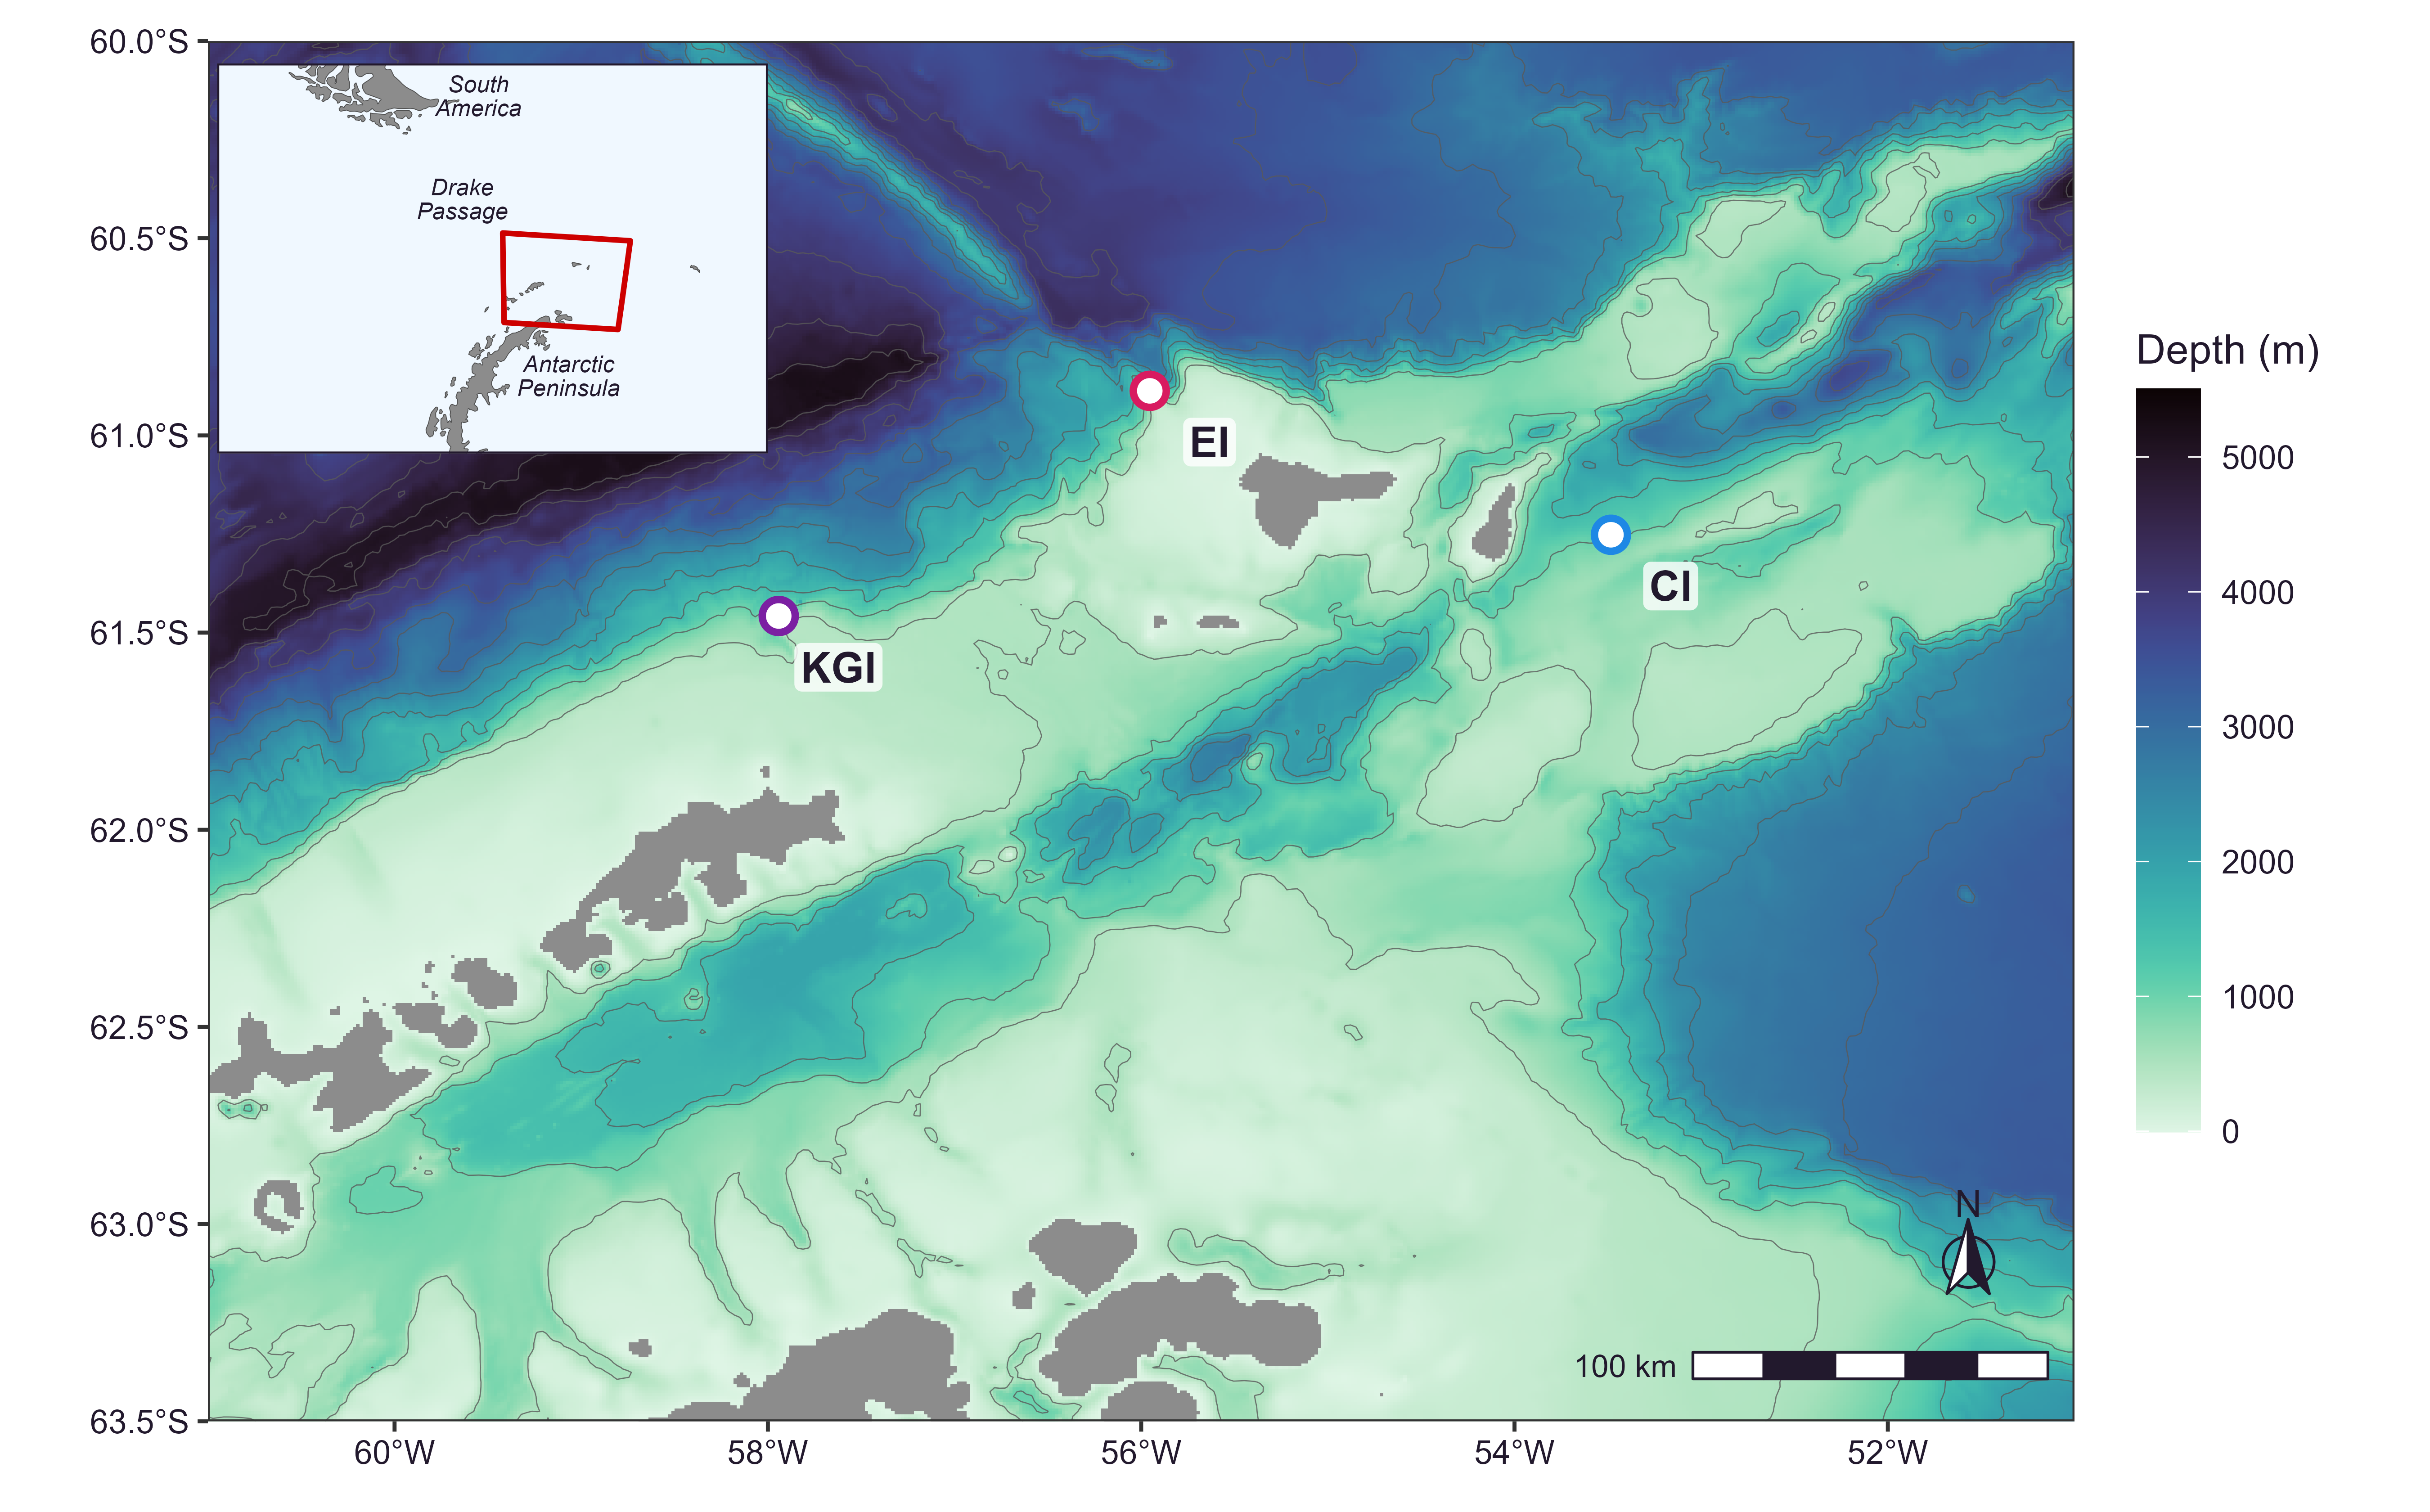 60.0°S
60.5°S
61.0°S
61.5°S
62.0°S
62.5°S
63.0°S
63.5°S
60°W
58°W
56°W
54°W
52°W
South
America
Drake
Passage
Antarctic
Peninsula
EI
CI
KGI
N
100 km
Depth (m)
5000
4000
3000
2000
1000
0